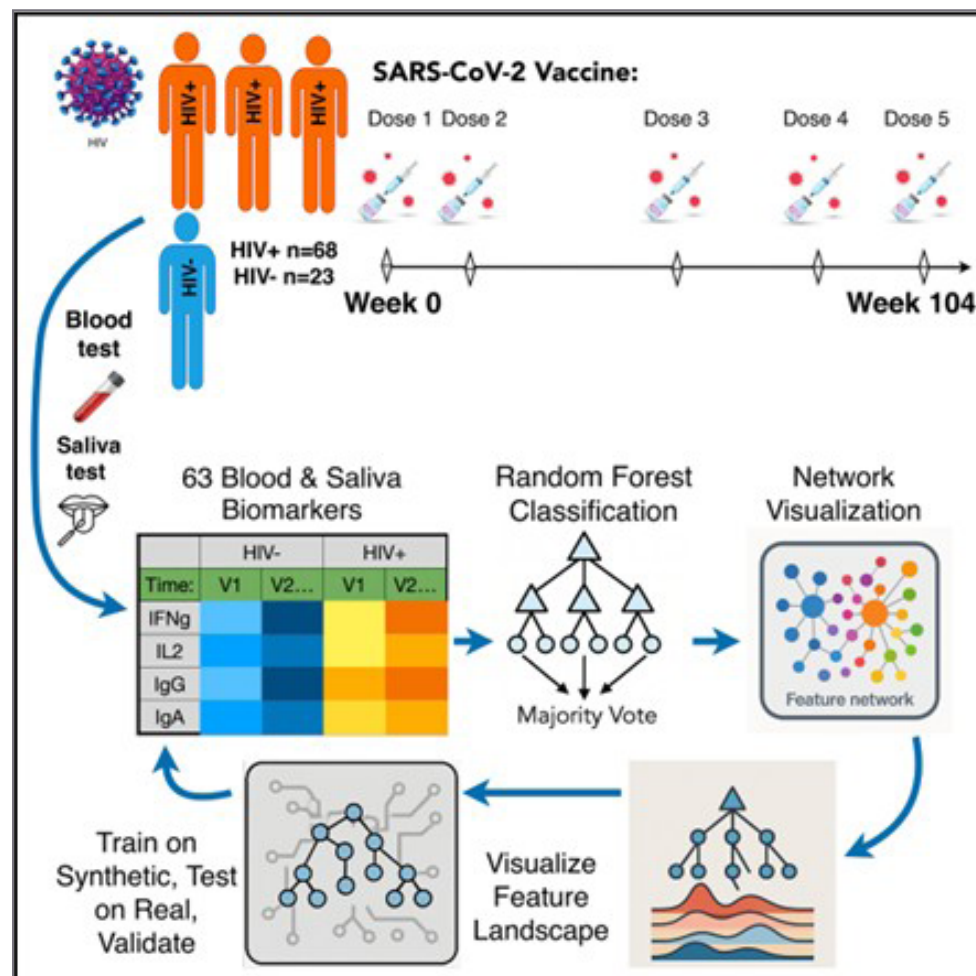 HIV
HIV+
HIV+
HIV+
SARS-CoV-2 Vaccine:
Dose 1 Dose 2 Dose 3 Dose 4 Dose 5
HIV-
HIV+ n=68
HIV- n=23
Week 0 Week 104
Blood
test
Saliva
test
63 Blood & Saliva
Biomarkers
HIV- HIV+
Time: V1 V2... V1 V2...
IFNg
IL2
IgG
IgA
Random Forest
Classification
Majority Vote
Network
Visualization
Feature network
Train on
Synthetic, Test
on Real,
Validate
Visualize
Feature
Landscape